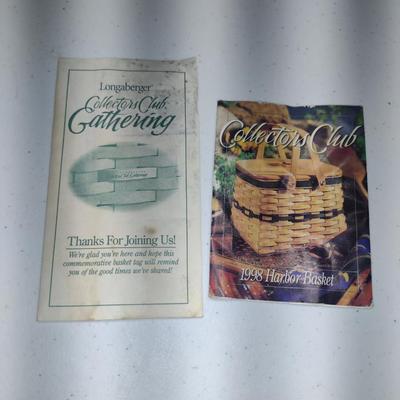 Longaberger
Collectors Club
Gathering
Thanks For Joining Us!
We're glad you're here and hope this
commemorative basket tag will remind
you of the good times we've shared!
Collectors Club
1998 Harbor Basket